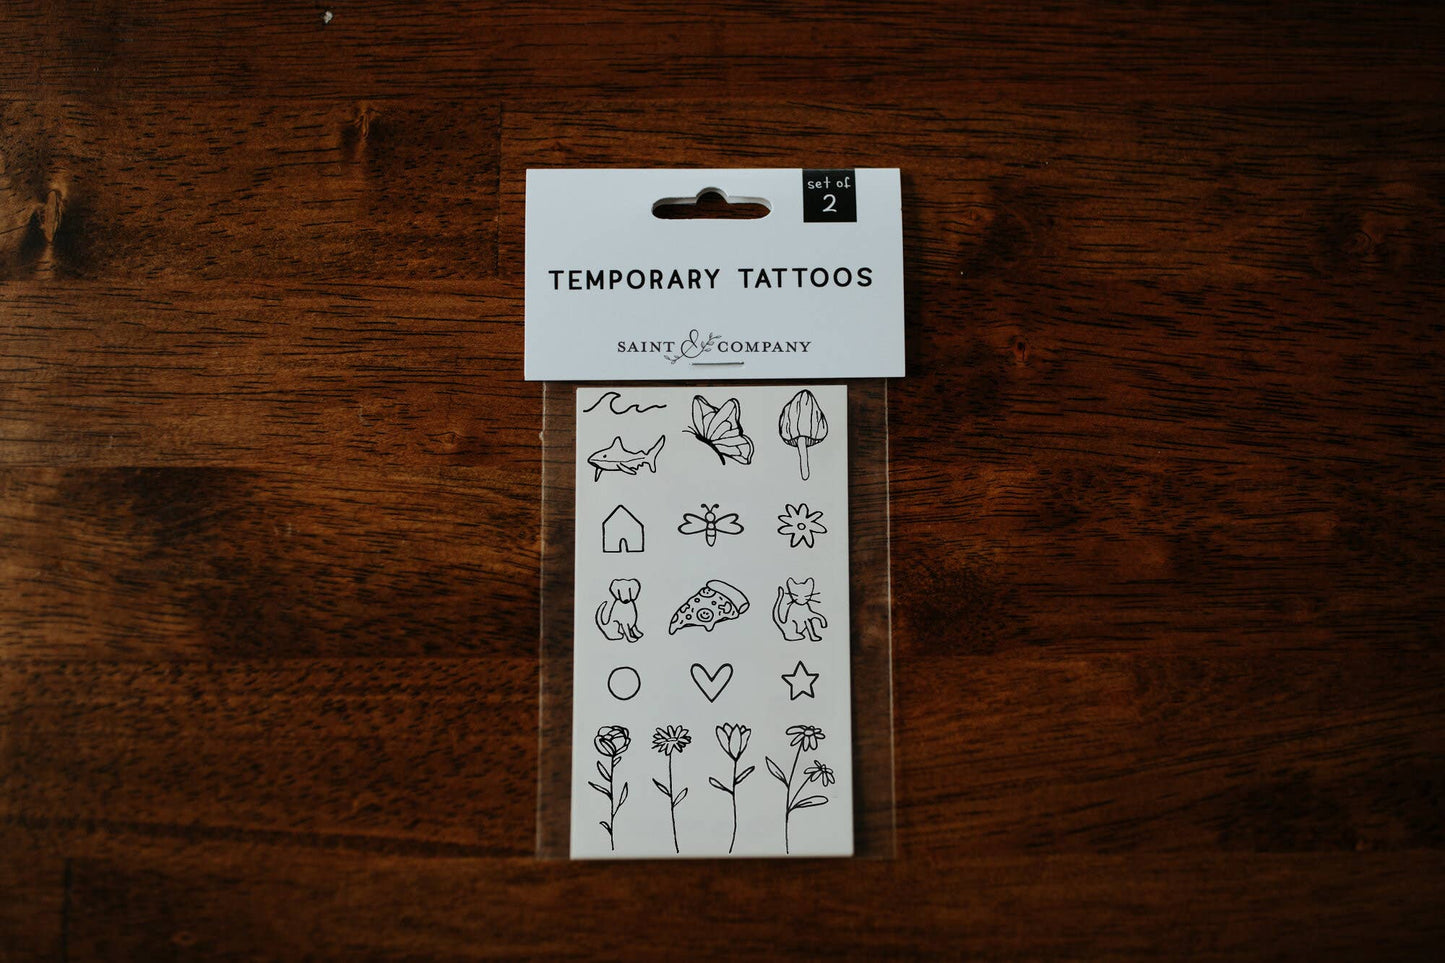 set of
2
TEMPORARY TATTOOS
SAINT & COMPANY